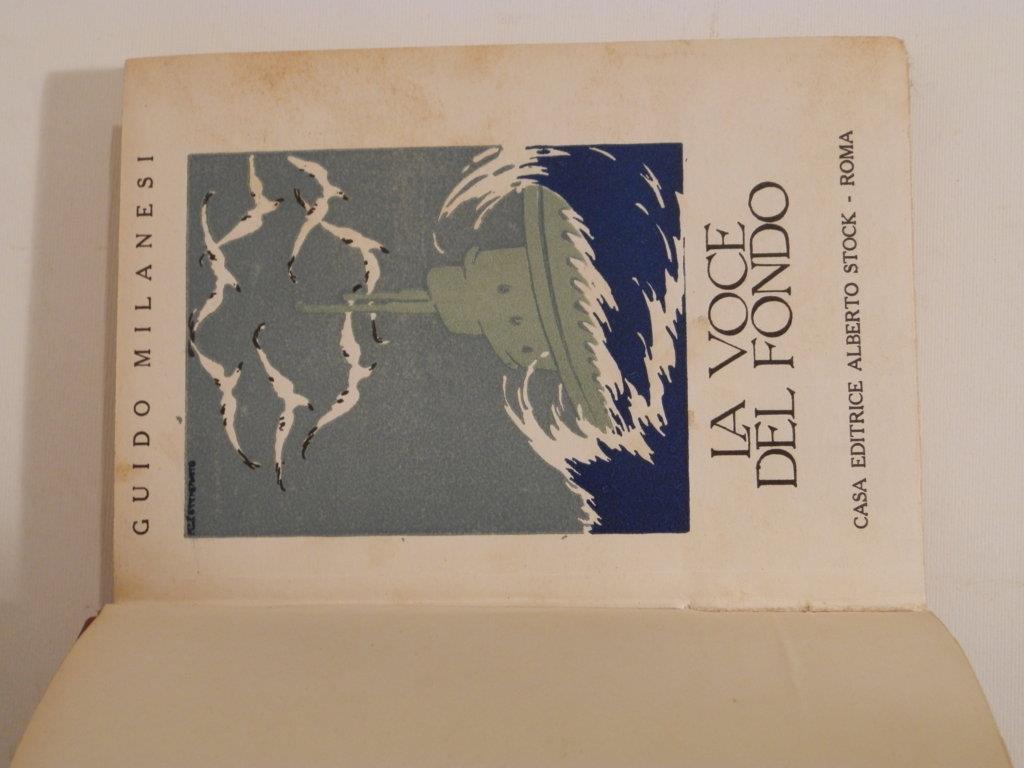 GUIDO MILANESI
LA VOCE
DEL FONDO
CASA EDITRICE ALBERTO STOCK - ROMA